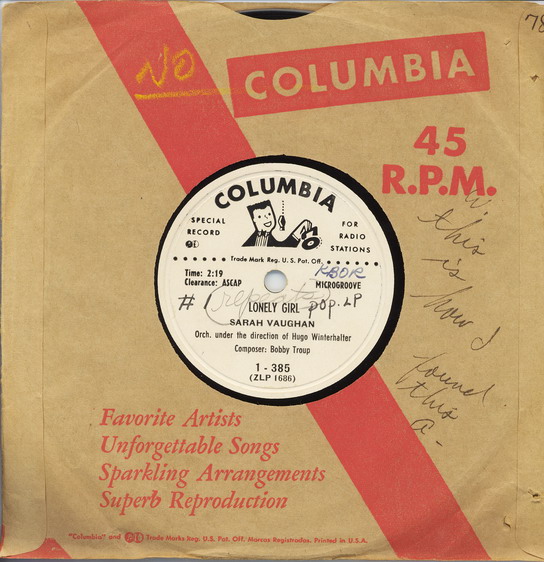 78
No
COLUMBIA
45
R.P.M.
COLUMBIA
SPECIAL
RECORD
FOR
RADIO
STATIONS
Trade Mark Reg. U.S. Pat. Off.
Time: 2:19
Clearance: ASCAP
KBOR
MICROGROOVE
# (repeats)
LONELY GIRL
pop. LP
SARAH VAUGHAN
Orch. under the direction of Hugo Winterhalter
Composer: Bobby Troup
1 - 385
(ZLP 1686)
this
is
how I
found
this
a-
Favorite Artists
Unforgettable Songs
Sparkling Arrangements
Superb Reproduction
"Columbia" and Trade Marks Reg. U.S. Pat. Off. Marcas Registradas. Printed in U.S.A.